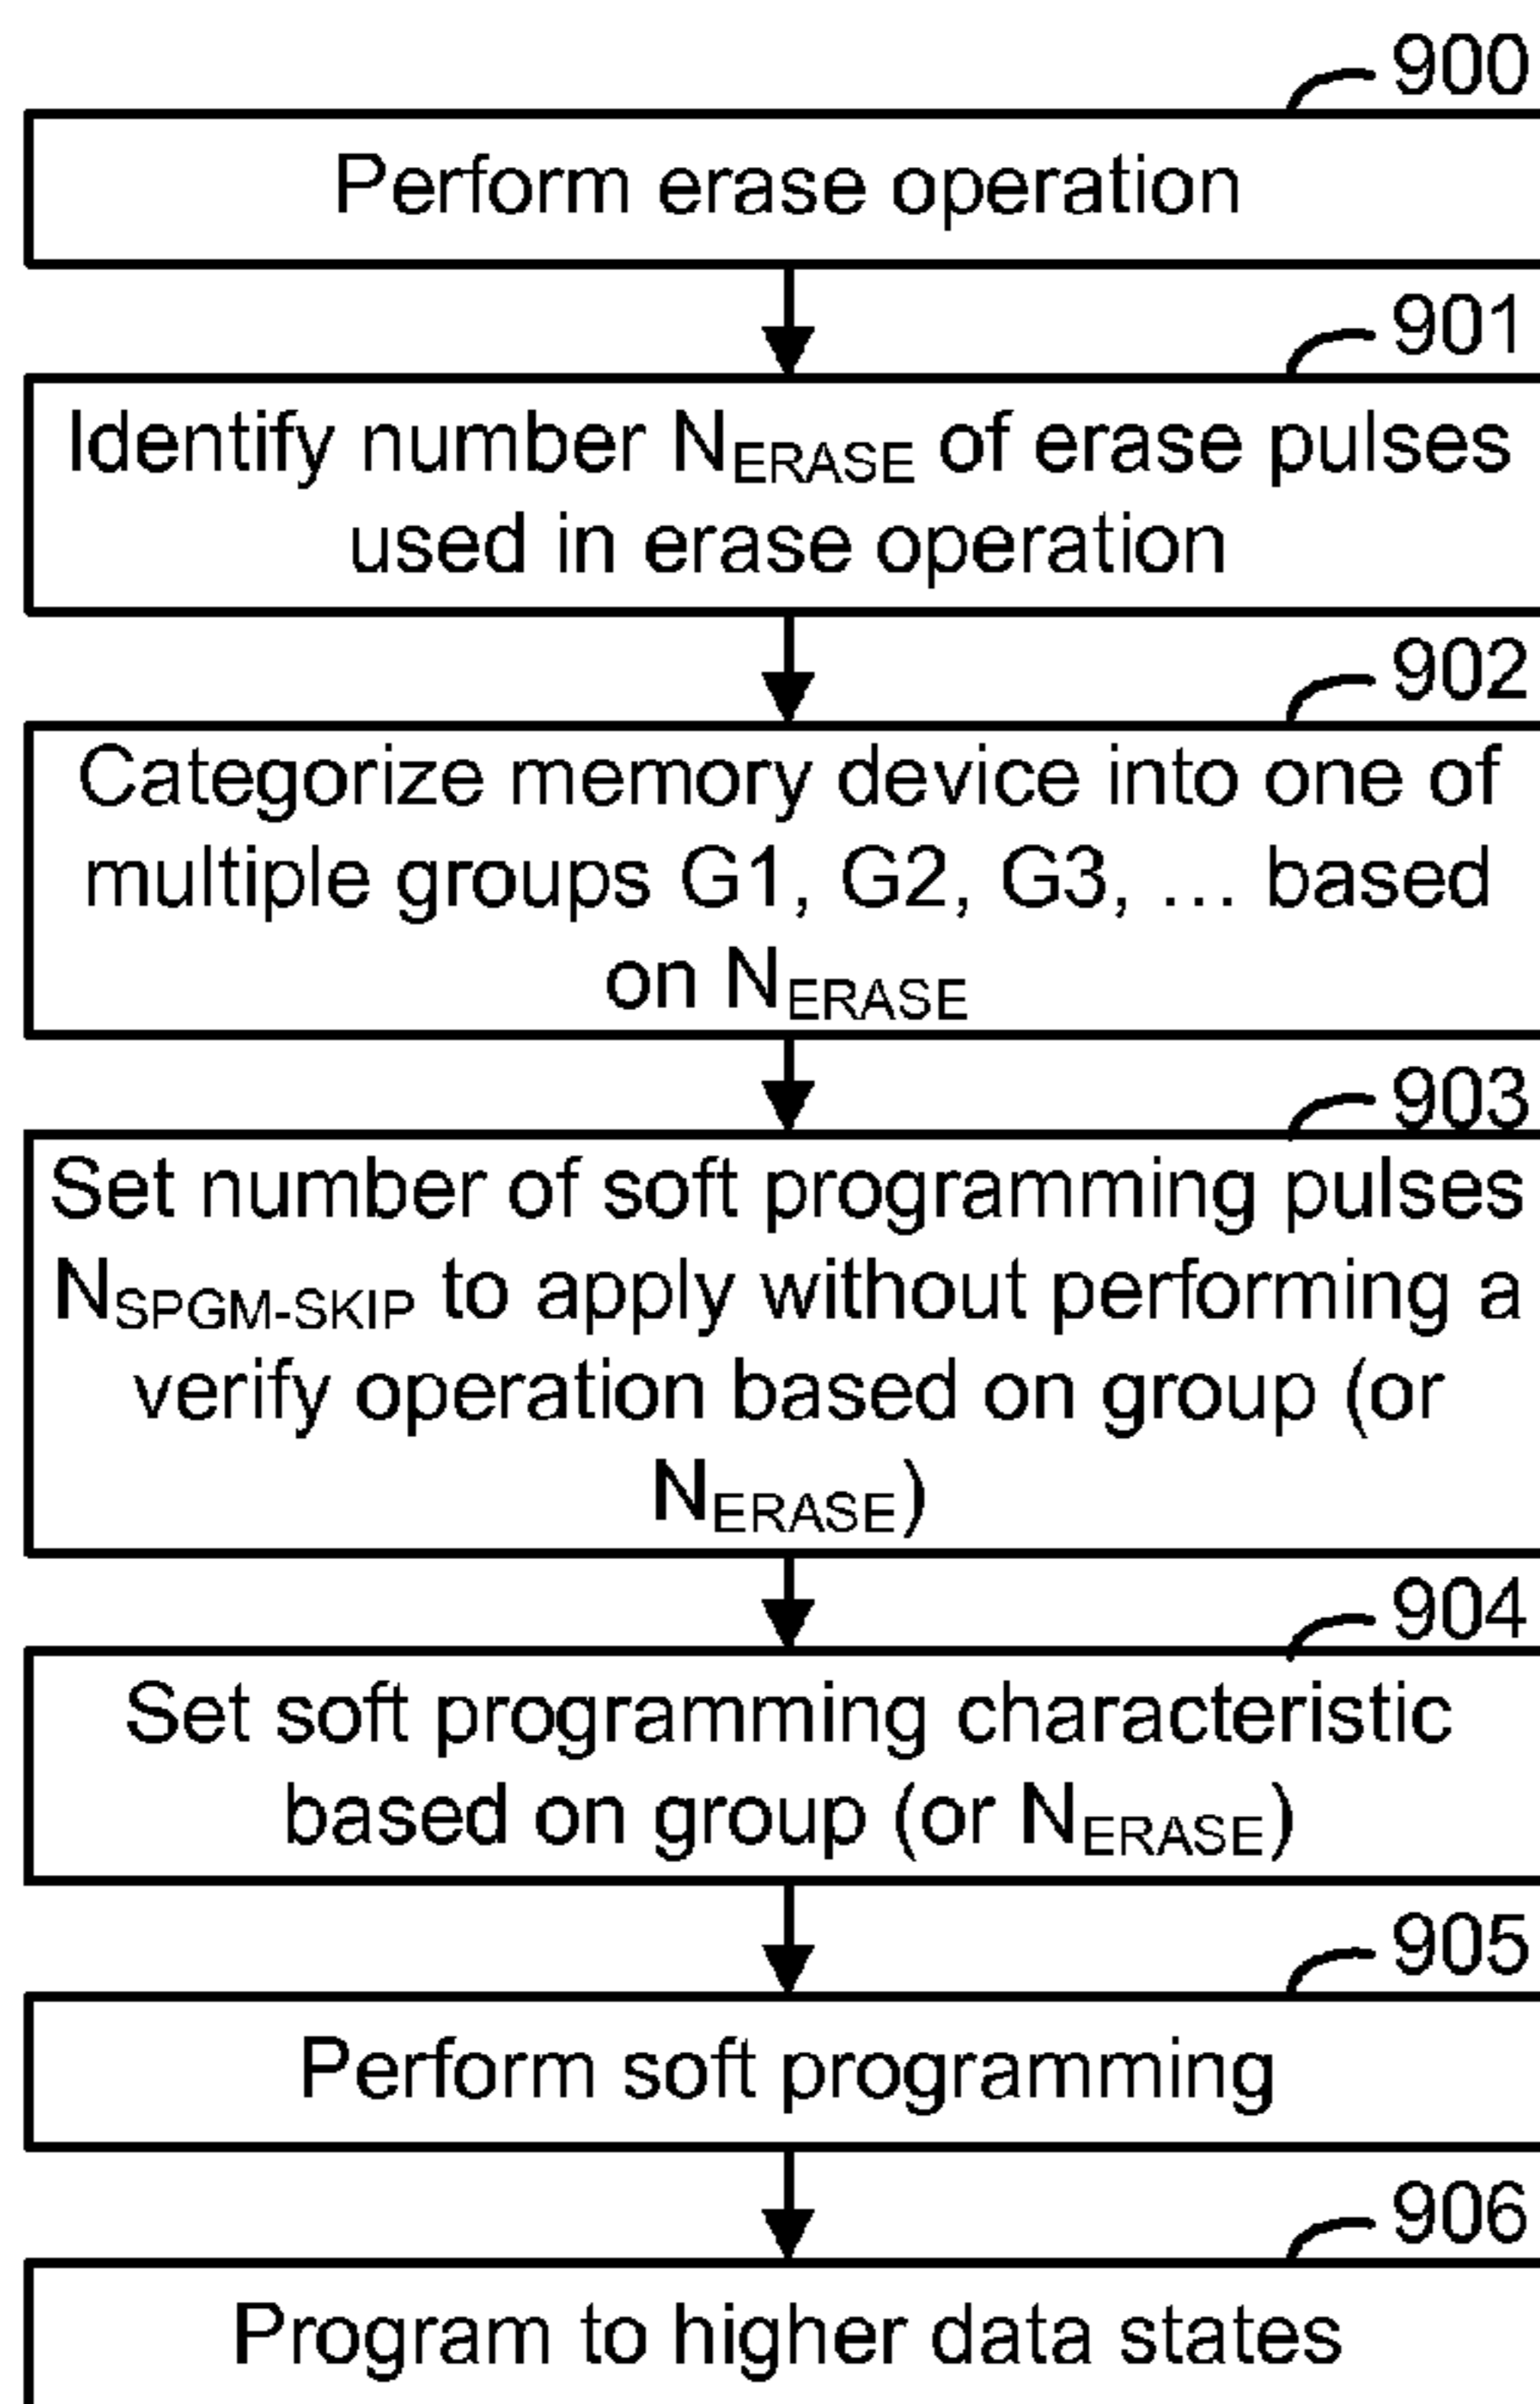 900
Perform erase operation
901
Identify number NERASE of erase pulses
used in erase operation
902
Categorize memory device into one of
multiple groups G1, G2, G3, … based
on NERASE
903
Set number of soft programming pulses
NSPGM-SKIP to apply without performing a
verify operation based on group (or
NERASE)
904
Set soft programming characteristic
based on group (or NERASE)
905
Perform soft programming
906
Program to higher data states